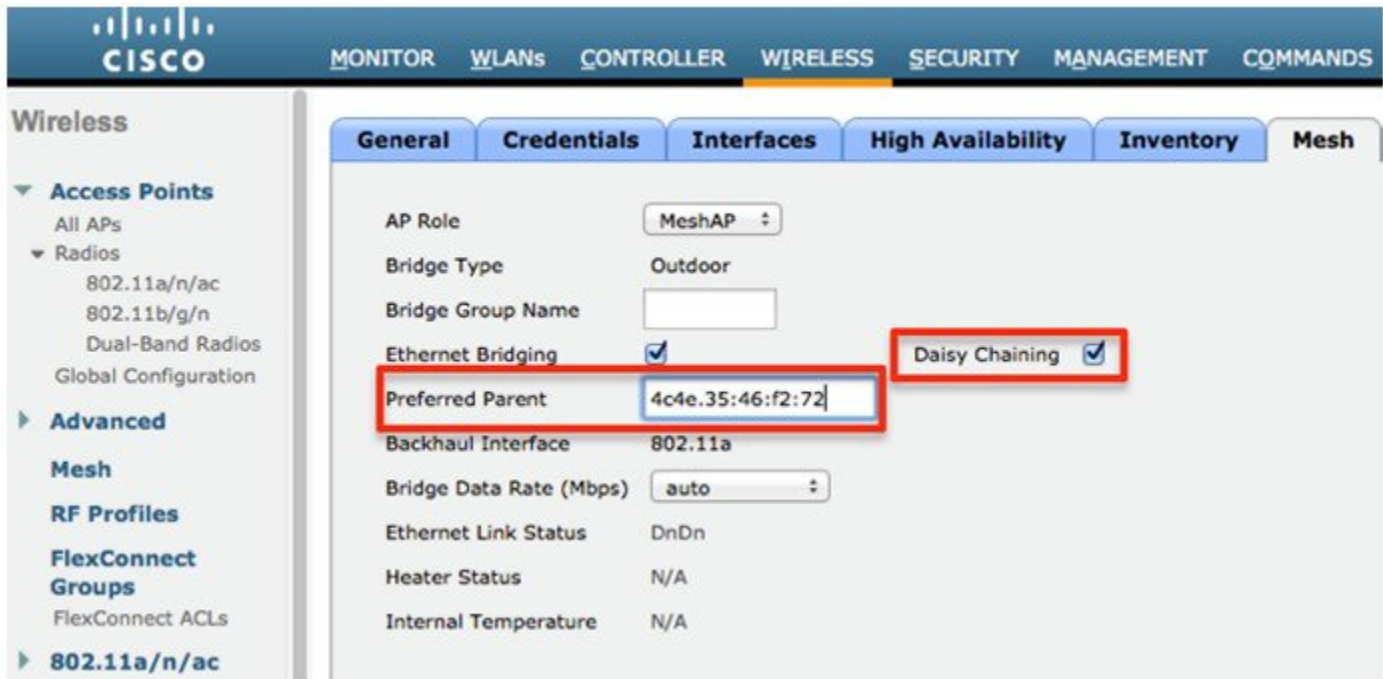 CISCO
MONITOR WLANs CONTROLLER WIRELESS SECURITY MANAGEMENT COMMANDS
Wireless
Access Points
All APs
Radios
802.11a/n/ac
802.11b/g/n
Dual-Band Radios
Global Configuration
Advanced
Mesh
RF Profiles
FlexConnect
Groups
FlexConnect ACLs
802.11a/n/ac
General Credentials Interfaces High Availability Inventory Mesh
AP Role MeshAP
Bridge Type Outdoor
Bridge Group Name
Ethernet Bridging Daisy Chaining
Preferred Parent 4c4e.35:46:f2:72
Backhaul Interface 802.11a
Bridge Data Rate (Mbps) auto
Ethernet Link Status DnDn
Heater Status N/A
Internal Temperature N/A